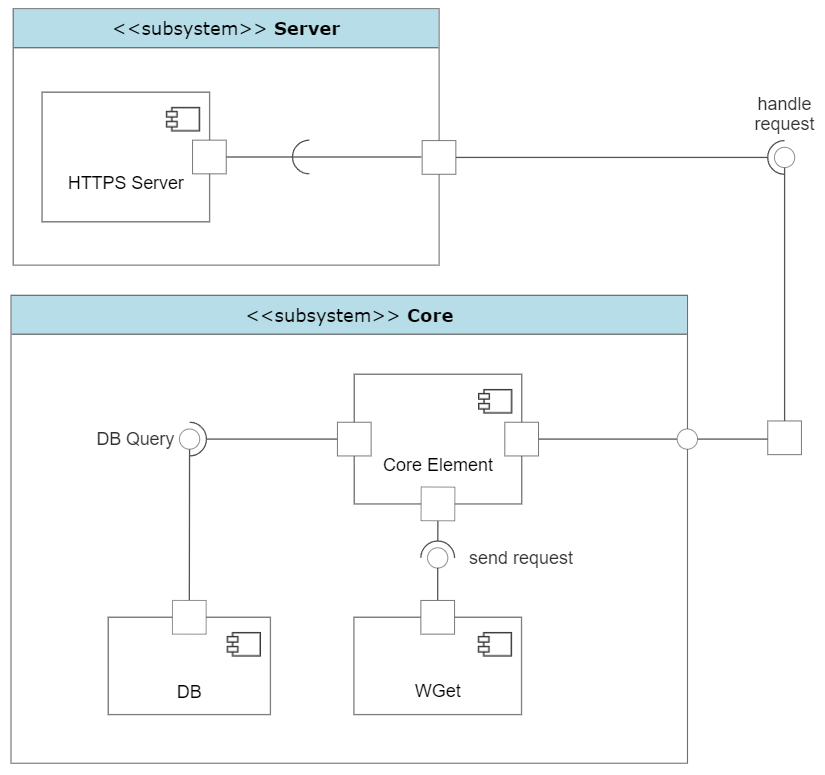 <<subsystem>> Server
handle
request
HTTPS Server
<<subsystem>> Core
DB Query
Core Element
send request
DB
WGet